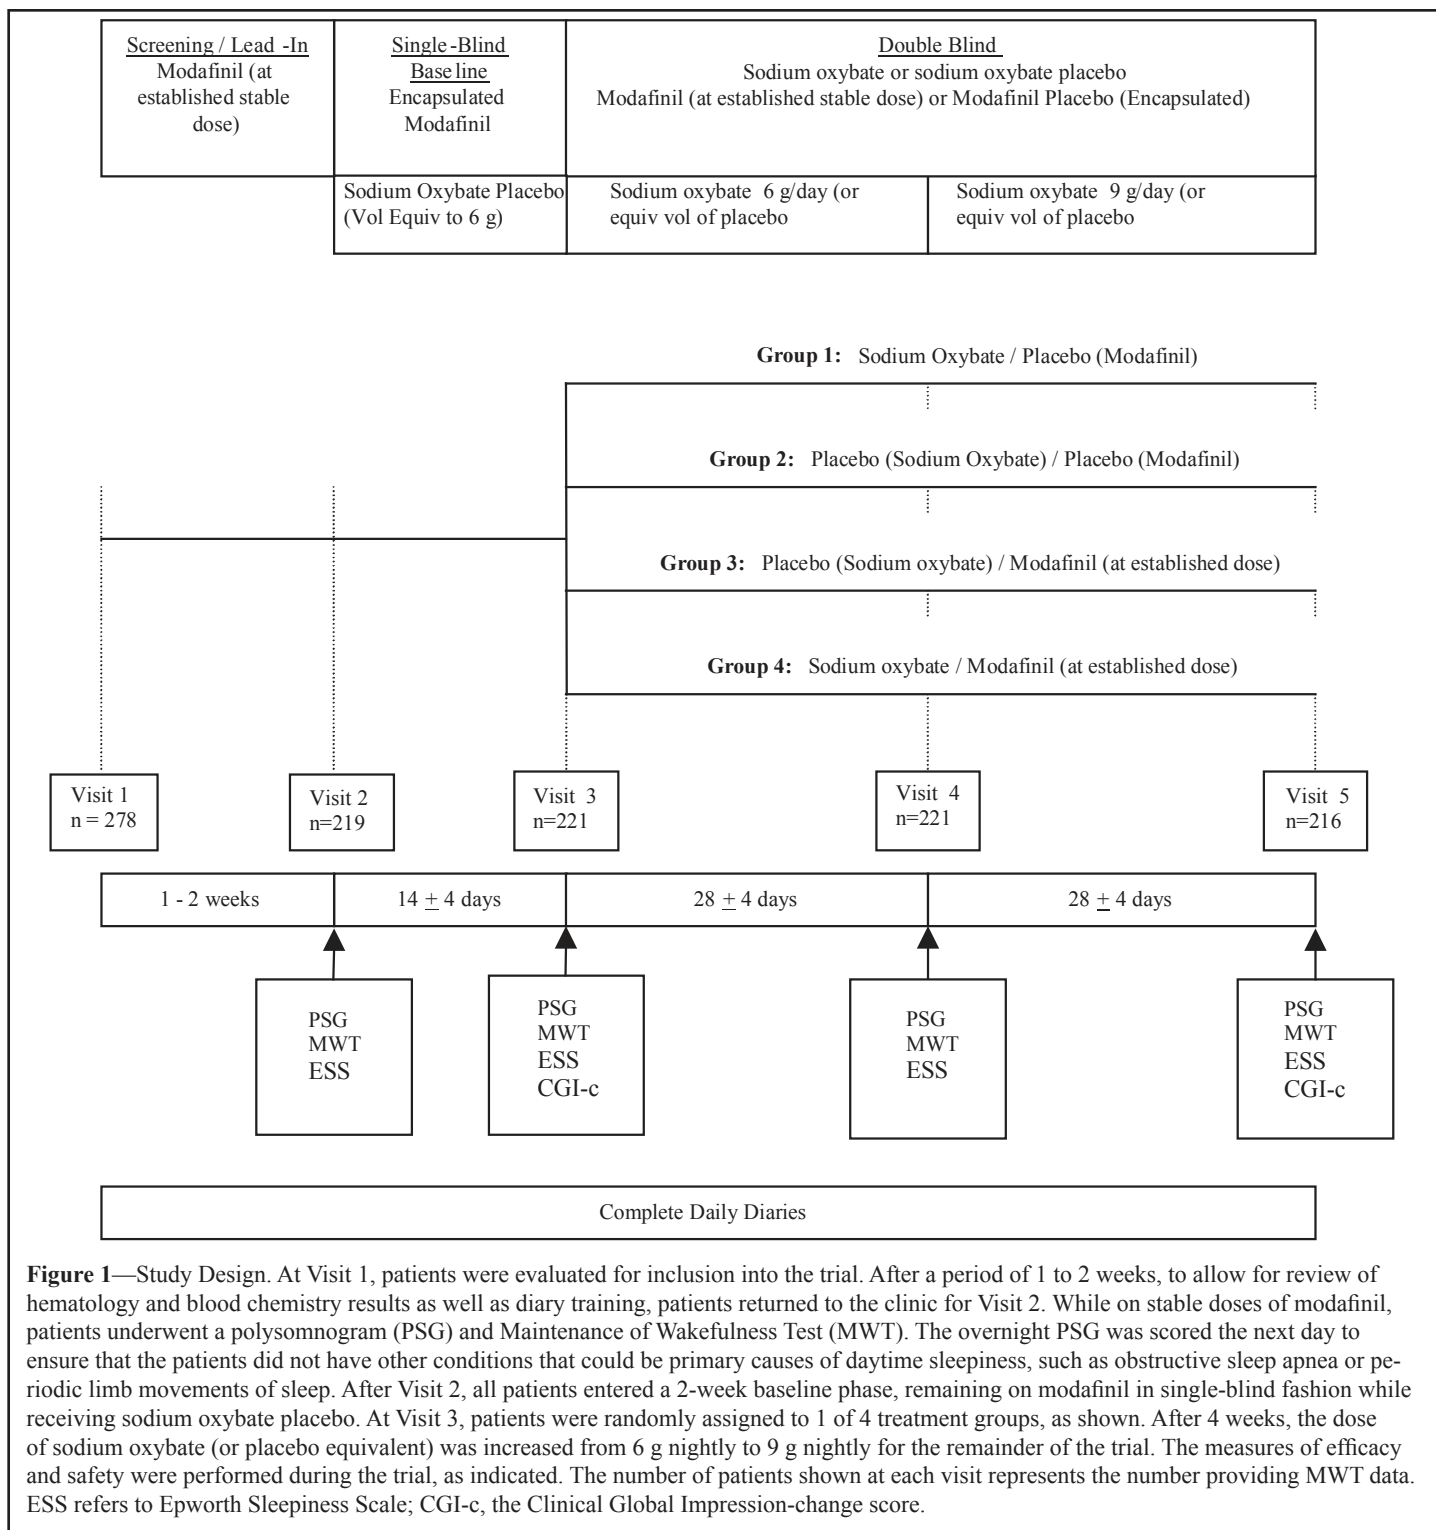 Screening / Lead -In
Modafinil (at
established stable
dose)
Single-Blind
Baseline
Encapsulated
Modafinil
Double Blind
Sodium oxybate or sodium oxybate placebo
Modafinil (at established stable dose) or Modafinil Placebo (Encapsulated)
Sodium Oxybate Placebo
(Vol Equiv to 6 g)
Sodium oxybate 6 g/day (or
equiv vol of placebo
Sodium oxybate 9 g/day (or
equiv vol of placebo
Group 1: Sodium Oxybate / Placebo (Modafinil)
Group 2: Placebo (Sodium Oxybate) / Placebo (Modafinil)
Group 3: Placebo (Sodium oxybate) / Modafinil (at established dose)
Group 4: Sodium oxybate / Modafinil (at established dose)
Visit 1
n = 278
Visit 2
n=219
Visit 3
n=221
Visit 4
n=221
Visit 5
n=216
1 - 2 weeks
14 ± 4 days
28 ± 4 days
28 ± 4 days
PSG
MWT
ESS
PSG
MWT
ESS
CGI-c
PSG
MWT
ESS
PSG
MWT
ESS
CGI-c
Complete Daily Diaries
Figure 1—Study Design. At Visit 1, patients were evaluated for inclusion into the trial. After a period of 1 to 2 weeks, to allow for review of
hematology and blood chemistry results as well as diary training, patients returned to the clinic for Visit 2. While on stable doses of modafinil,
patients underwent a polysomnogram (PSG) and Maintenance of Wakefulness Test (MWT). The overnight PSG was scored the next day to
ensure that the patients did not have other conditions that could be primary causes of daytime sleepiness, such as obstructive sleep apnea or pe-
riodic limb movements of sleep. After Visit 2, all patients entered a 2-week baseline phase, remaining on modafinil in single-blind fashion while
receiving sodium oxybate placebo. At Visit 3, patients were randomly assigned to 1 of 4 treatment groups, as shown. After 4 weeks, the dose
of sodium oxybate (or placebo equivalent) was increased from 6 g nightly to 9 g nightly for the remainder of the trial. The measures of efficacy
and safety were performed during the trial, as indicated. The number of patients shown at each visit represents the number providing MWT data.
ESS refers to Epworth Sleepiness Scale; CGI-c, the Clinical Global Impression-change score.